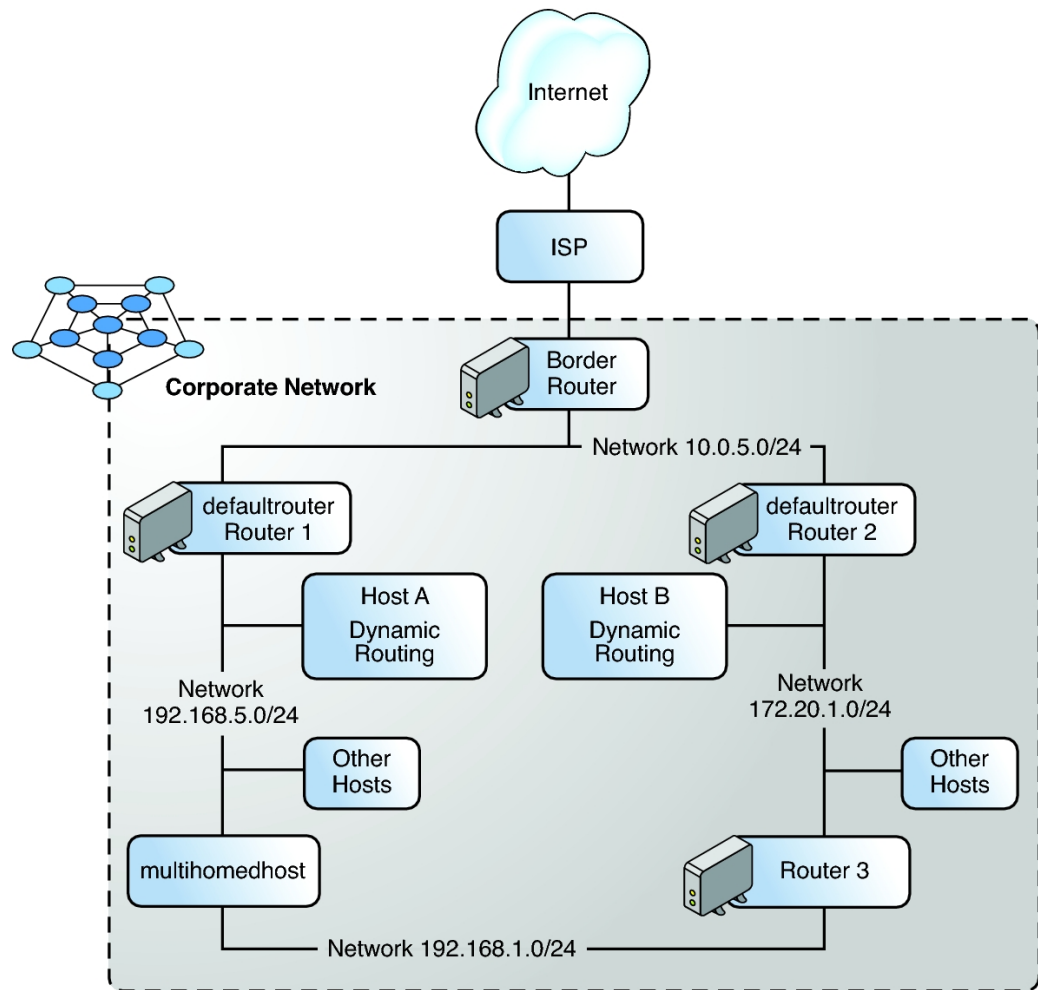 Internet
ISP
Border
Router
Corporate Network
Network 10.0.5.0/24
defaultrouter
Router 1
defaultrouter
Router 2
Host A
Dynamic
Routing
Host B
Dynamic
Routing
Network
192.168.5.0/24
Network
172.20.1.0/24
Other
Hosts
Other
Hosts
multihomedhost
Router 3
Network 192.168.1.0/24